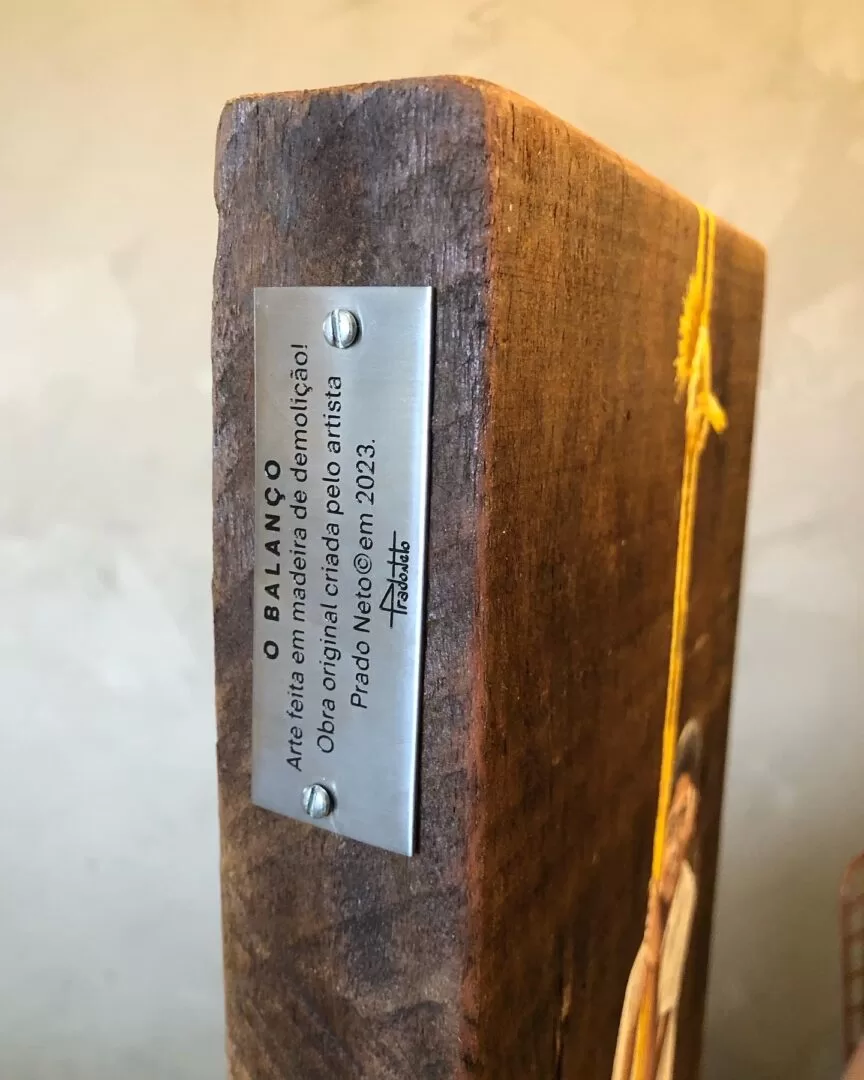 O BALANÇO
Arte feita em madeira de demolição!
Obra original criada pelo artista
Prado Neto©em 2023.
PradoNeto